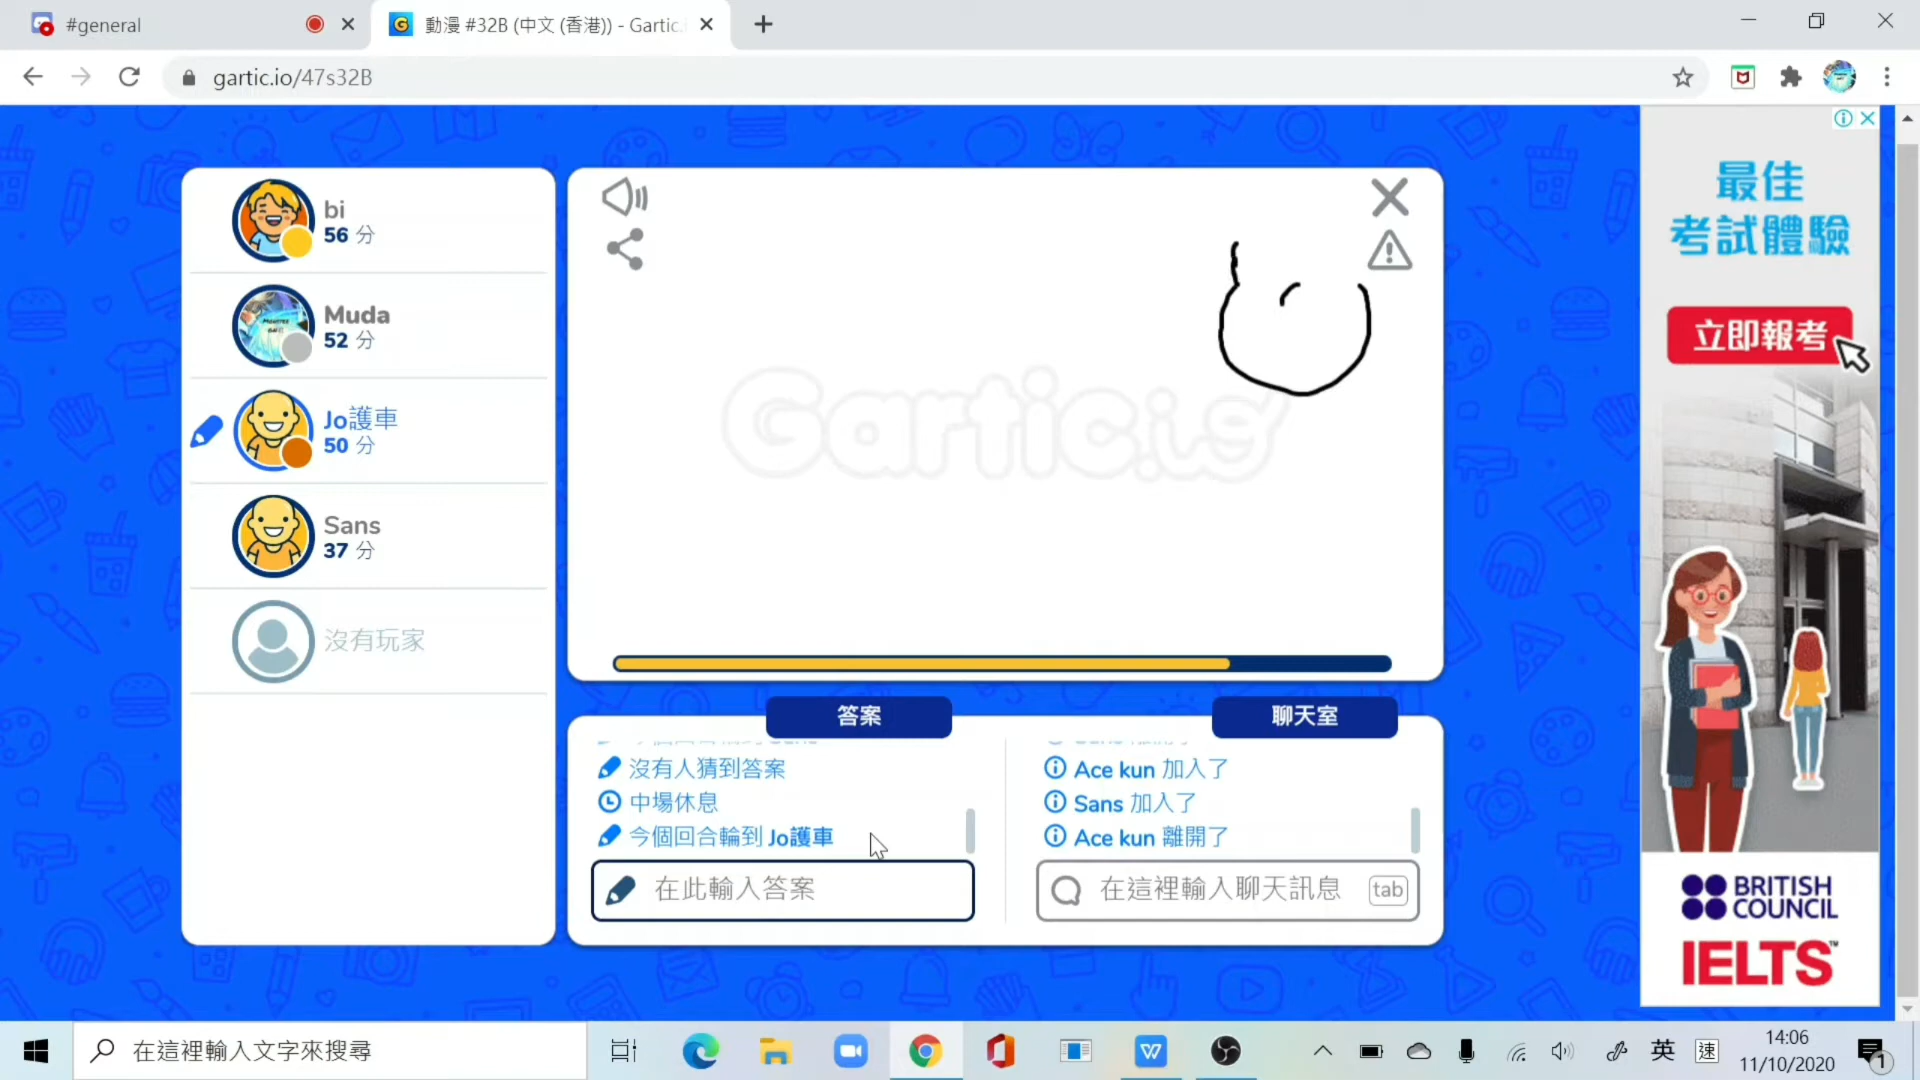 #general
動漫 #32B (中文 (香港)) - Gartic.
gartic.io/47s32B
bi
56 分
Muda
52 分
Jo護車
50 分
Sans
37 分
沒有玩家
Gartic.io
答案
沒有人猜到答案
中場休息
今個回合輪到 Jo護車
在此輸入答案
聊天室
Ace kun 加入了
Sans 加入了
Ace kun 離開了
在這裡輸入聊天訊息
tab
最佳
考試體驗
立即報考
BRITISH
COUNCIL
IELTS™
在這裡輸入文字來搜尋
英
速
14:06
11/10/2020
1